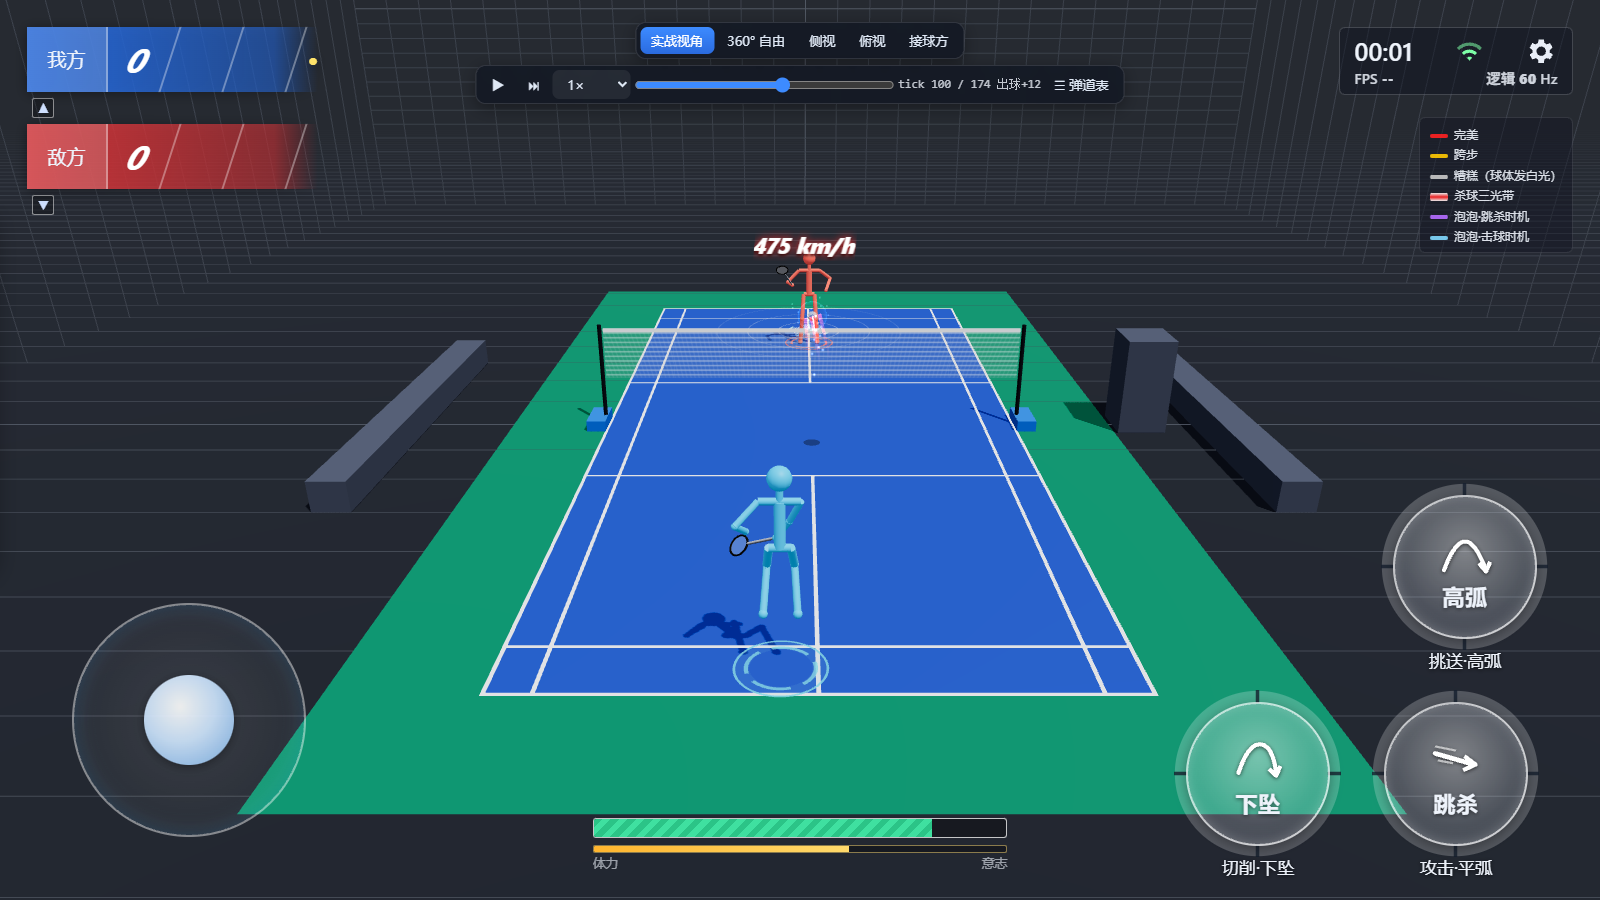 我方
0
敌方
0
实战视角 360° 自由 侧视 俯视 接球方
1×
tick 100 / 174 出球+12
☰ 弹道表
00:01
FPS --
逻辑 60 Hz
完美
跨步
糟糕（球体发白光）
杀球三光带
泡泡·跳杀时机
泡泡·击球时机
475 km/h
高弧
挑送·高弧
下坠
切削·下坠
跳杀
攻击·平弧
体力
意志